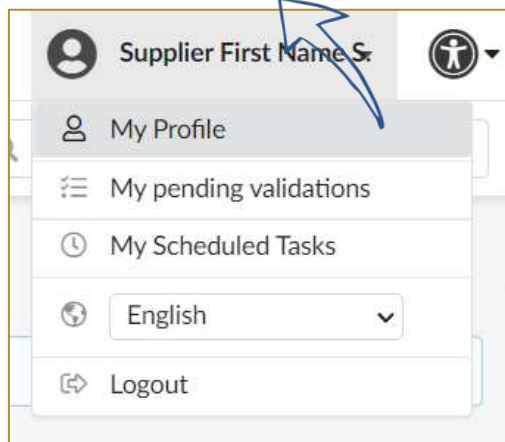 Supplier First Name S.
My Profile
My pending validations
My Scheduled Tasks
English
Logout